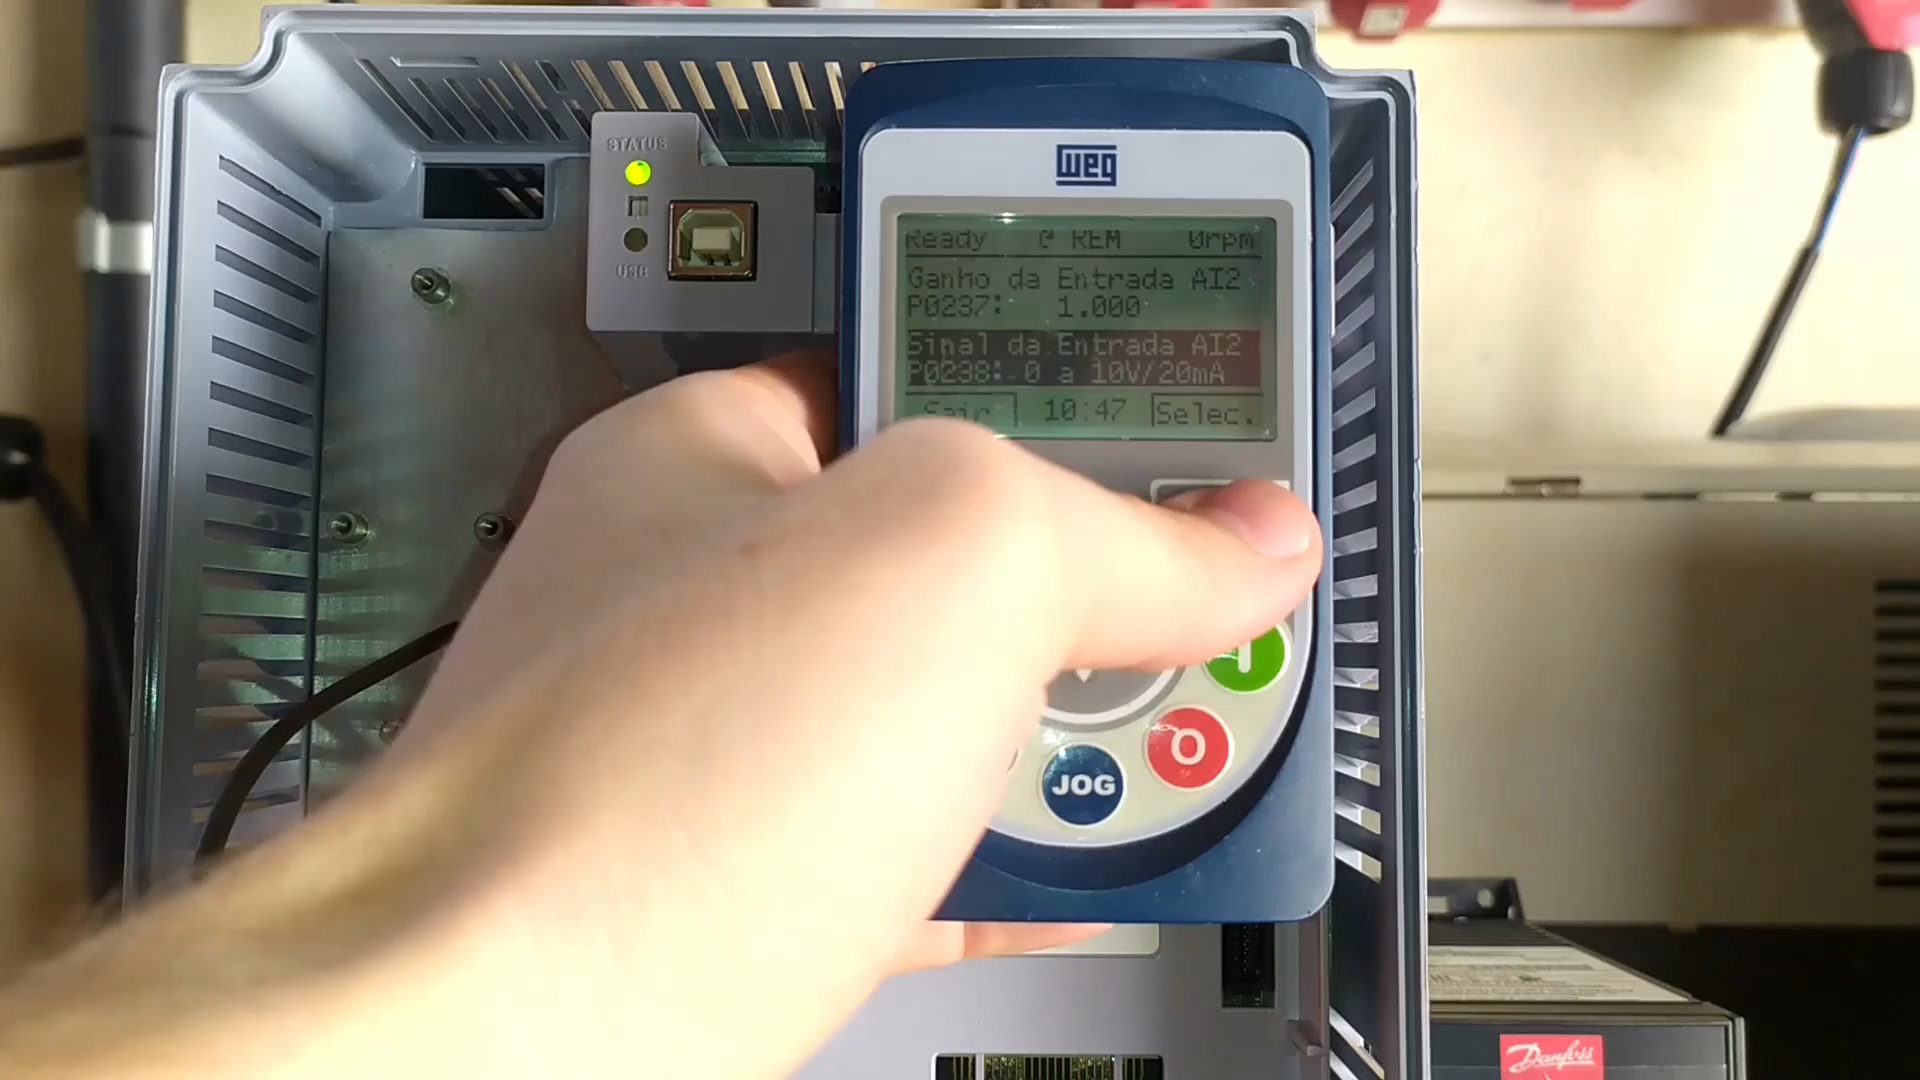 STATUS
USB
weg
Ready @ REM 0rpm
Ganho da Entrada AI2
P0237: 1.000
Sinal da Entrada AI2
P0238: 0 a 10V/20mA
Sair 10:47 Selec.
I
O
JOG
Danfoss